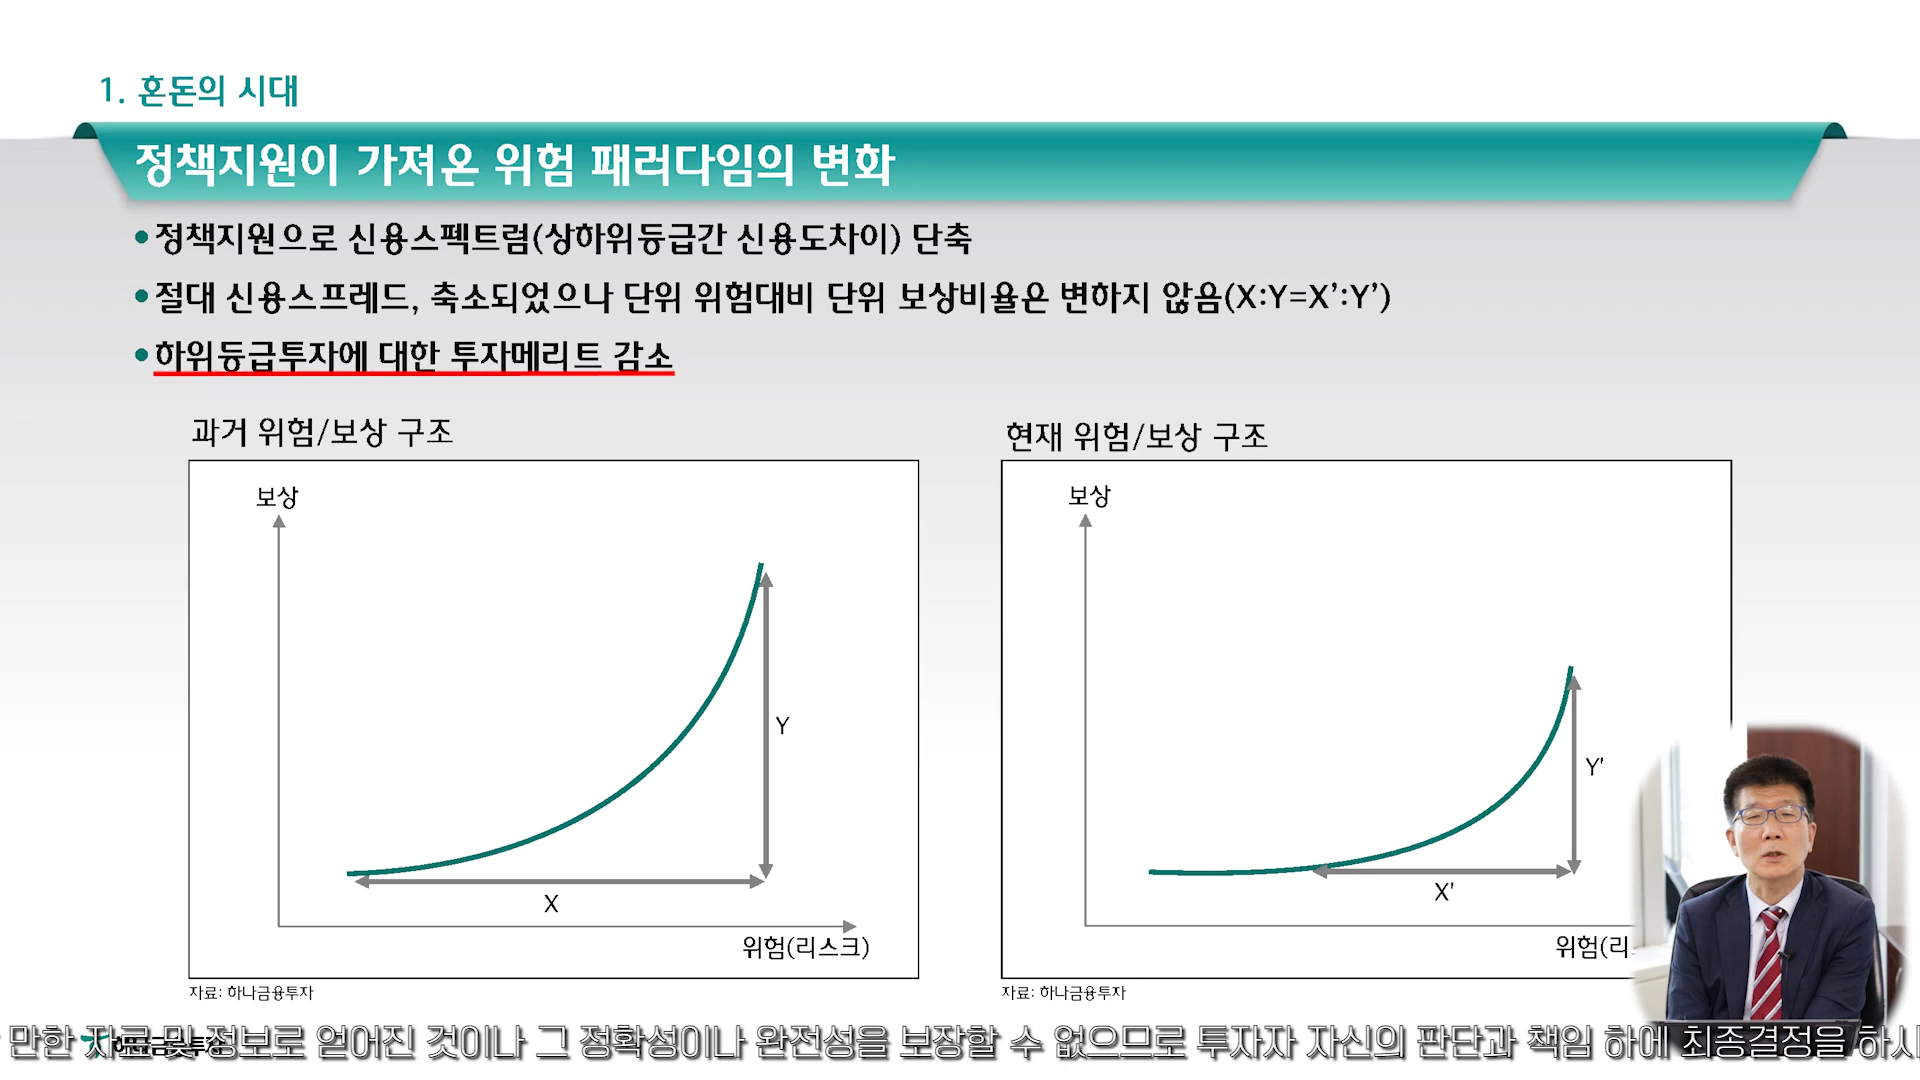 1. 혼돈의 시대
정책지원이 가져온 위험 패러다임의 변화
•정책지원으로 신용스펙트럼(상하위등급간 신용도차이) 단축
•절대 신용스프레드, 축소되었으나 단위 위험대비 단위 보상비율은 변하지 않음(X:Y=X’:Y’)
•하위등급투자에 대한 투자메리트 감소
과거 위험/보상 구조
보상
Y
X
위험(리스크)
자료: 하나금융투자
현재 위험/보상 구조
보상
Y'
X'
위험(리
자료: 하나금융투자
만한 자료 및 정보로 얻어진 것이나 그 정확성이나 완전성을 보장할 수 없으므로 투자자 자신의 판단과 책임 하에 최종결정을 하시